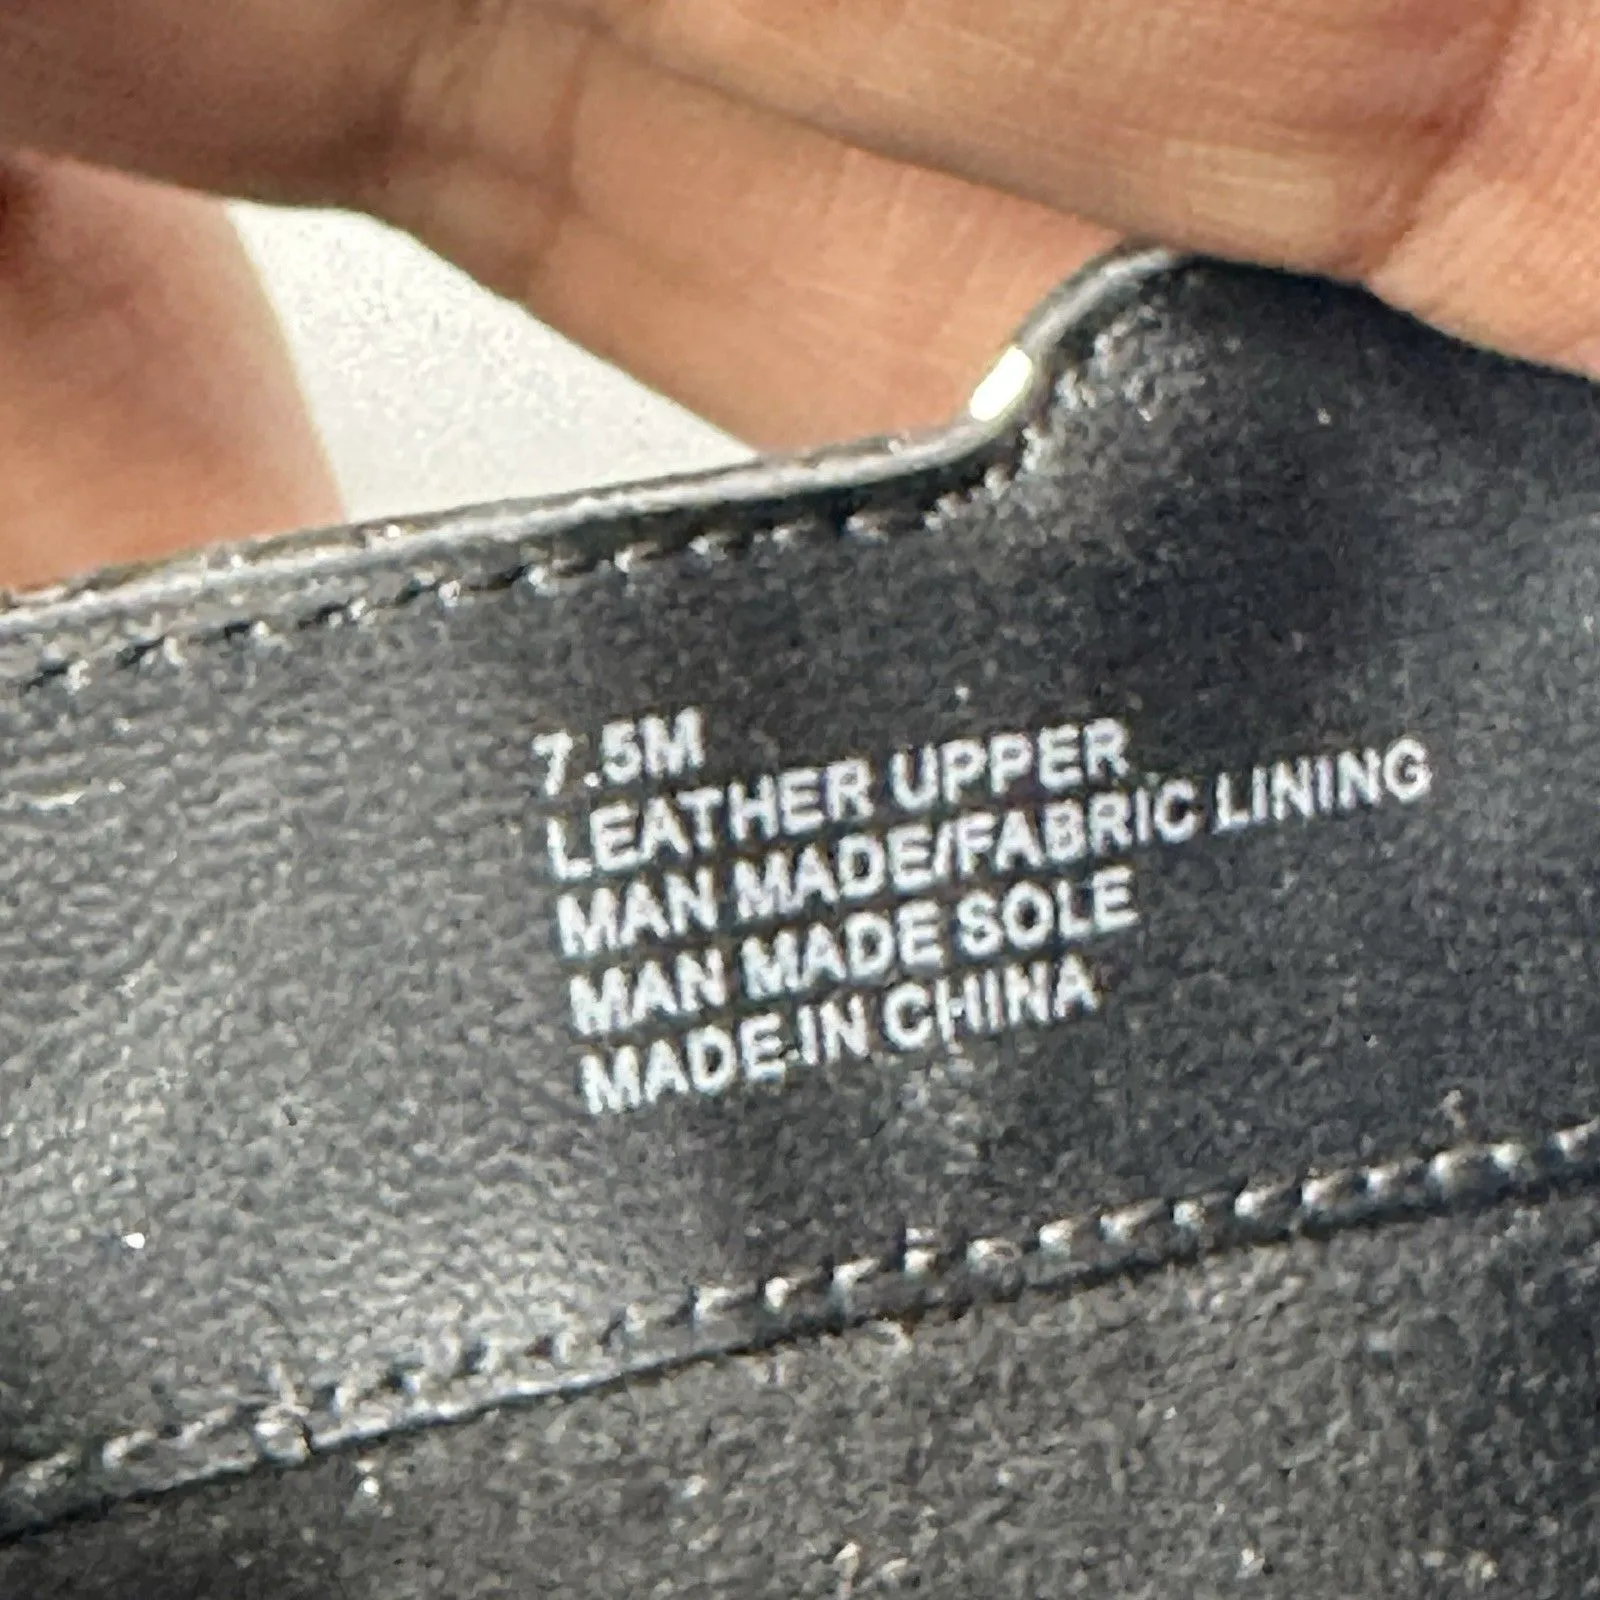 7.5M
LEATHER UPPER
MAN MADE/FABRIC LINING
MAN MADE SOLE
MADE IN CHINA